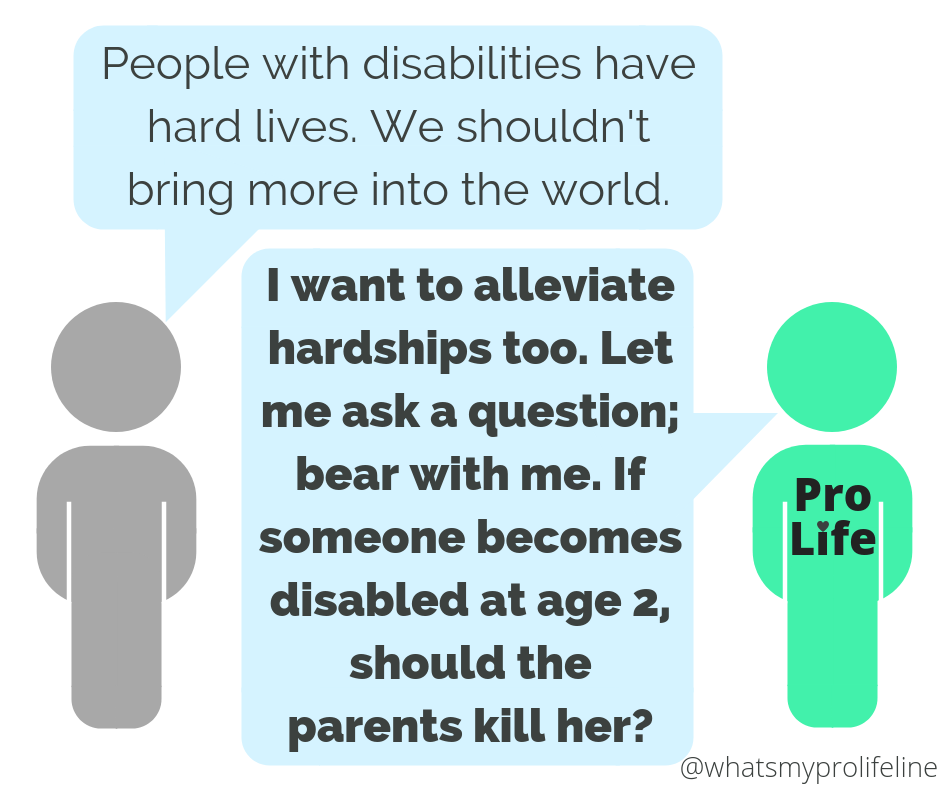 People with disabilities have
hard lives. We shouldn't
bring more into the world.
I want to alleviate
hardships too. Let
me ask a question;
bear with me. If
someone becomes
disabled at age 2,
should the
parents kill her?
Pro
Life
@whatsmyprolifeline